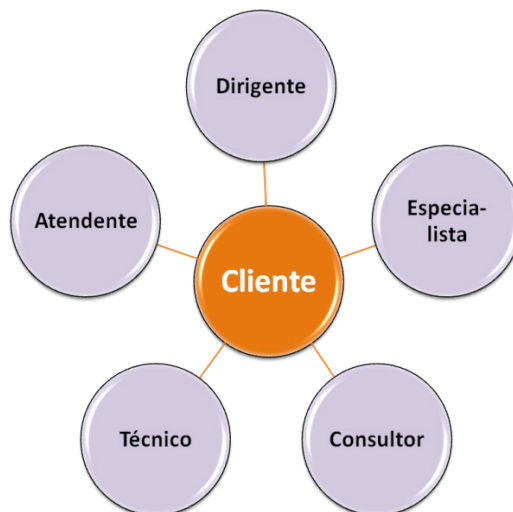 Dirigente
Atendente
Especia-
lista
Cliente
Técnico
Consultor